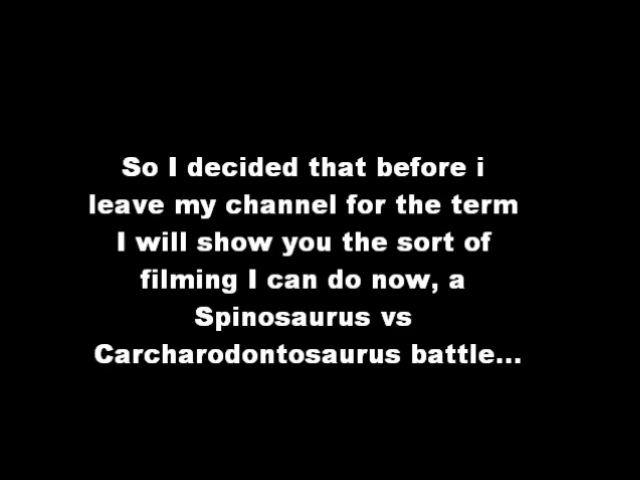 So I decided that before i
leave my channel for the term
I will show you the sort of
filming I can do now, a
Spinosaurus vs
Carcharodontosaurus battle...